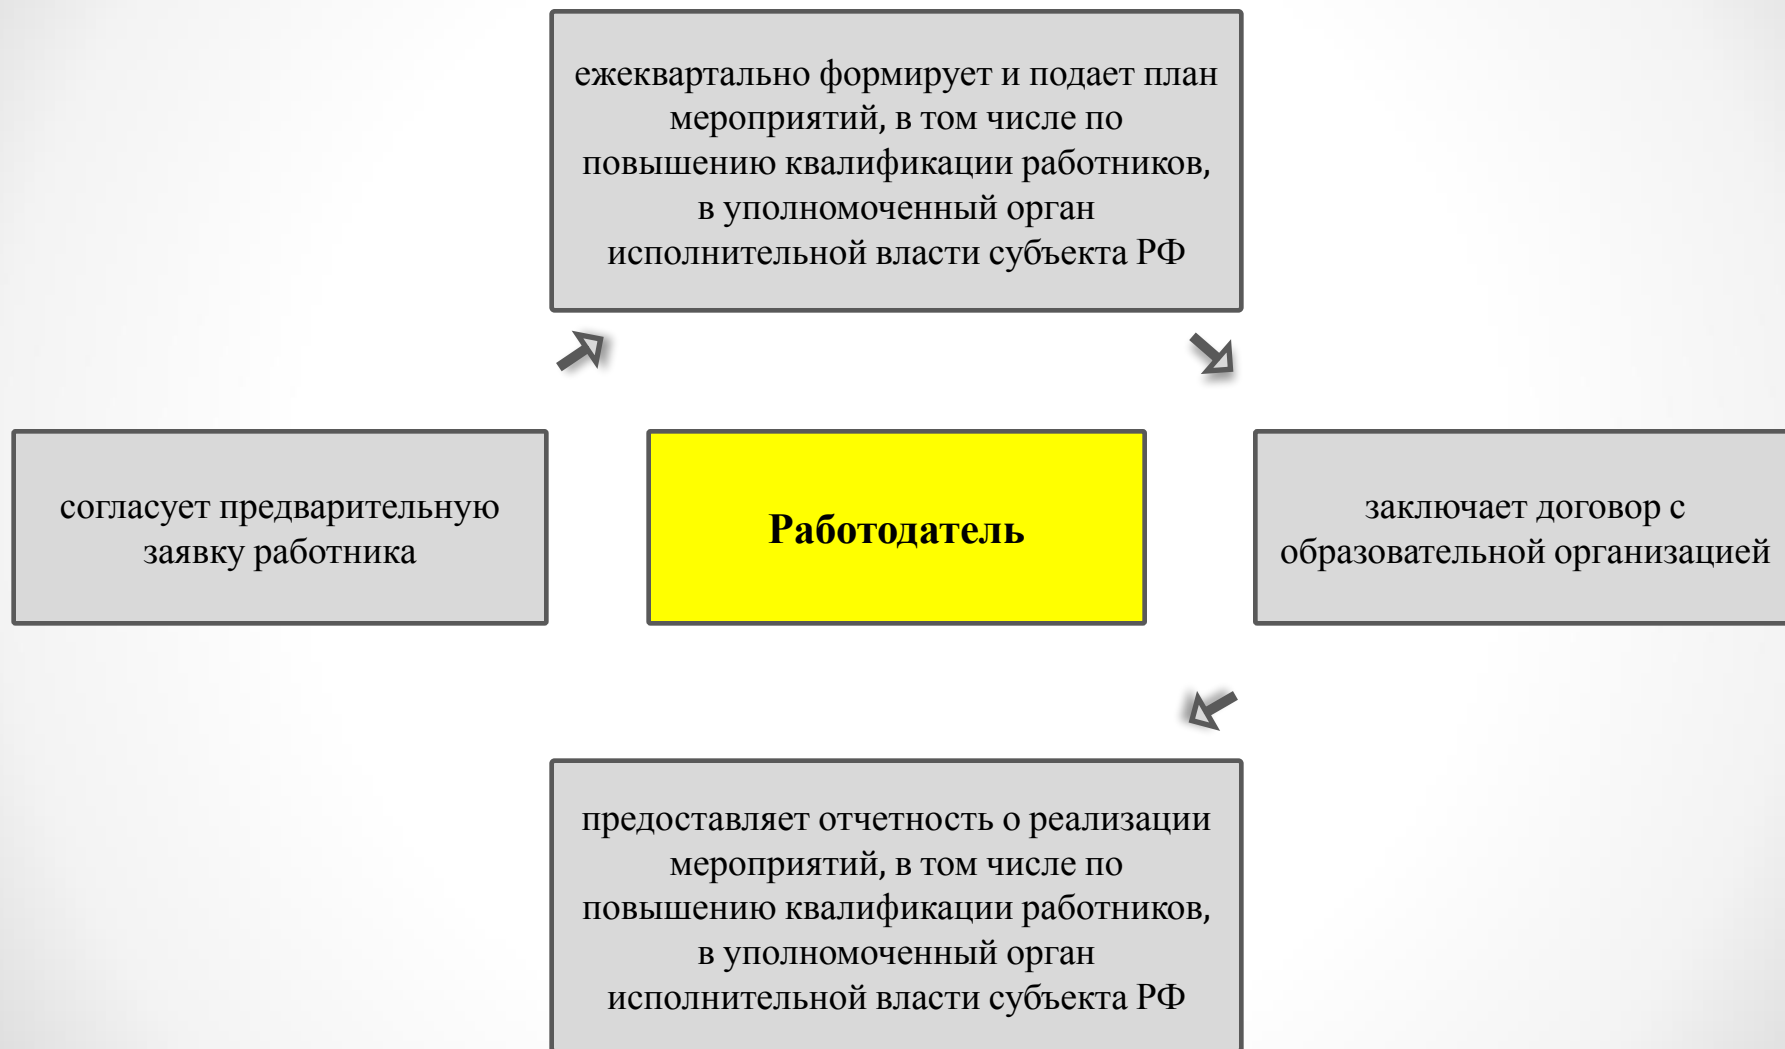 ежеквартально формирует и подает план
мероприятий, в том числе по
повышению квалификации работников,
в уполномоченный орган
исполнительной власти субъекта РФ
согласует предварительную
заявку работника
Работодатель
заключает договор с
образовательной организацией
предоставляет отчетность о реализации
мероприятий, в том числе по
повышению квалификации работников,
в уполномоченный орган
исполнительной власти субъекта РФ